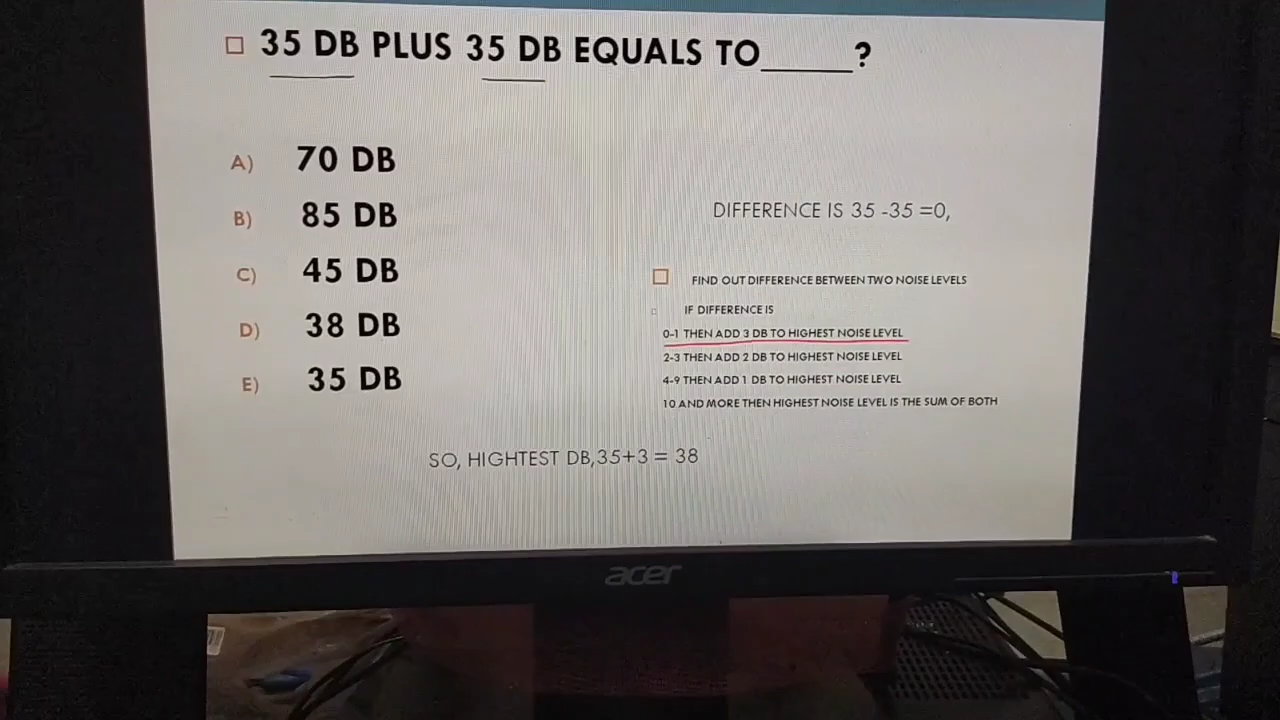 35 DB PLUS 35 DB EQUALS TO_____?
A) 70 DB
B) 85 DB
C) 45 DB
D) 38 DB
E) 35 DB
DIFFERENCE IS 35 -35 =0,
FIND OUT DIFFERENCE BETWEEN TWO NOISE LEVELS
IF DIFFERENCE IS
0-1 THEN ADD 3 DB TO HIGHEST NOISE LEVEL
2-3 THEN ADD 2 DB TO HIGHEST NOISE LEVEL
4-9 THEN ADD 1 DB TO HIGHEST NOISE LEVEL
10 AND MORE THEN HIGHEST NOISE LEVEL IS THE SUM OF BOTH
SO, HIGHTEST DB,35+3 = 38
acer